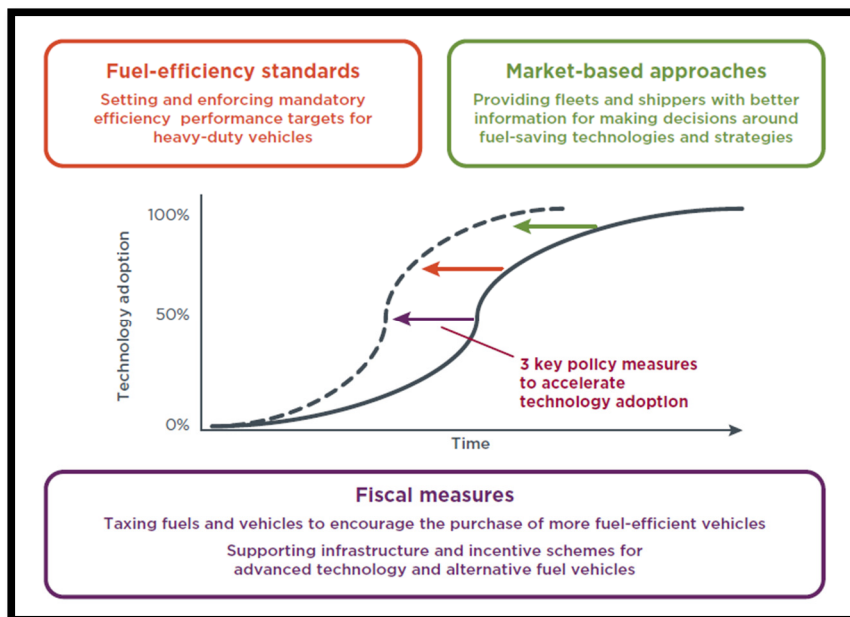 Fuel-efficiency standards
Setting and enforcing mandatory
efficiency performance targets for
heavy-duty vehicles
Market-based approaches
Providing fleets and shippers with better
information for making decisions around
fuel-saving technologies and strategies
Technology adoption
100%
50%
0%
3 key policy measures
to accelerate
technology adoption
Time
Fiscal measures
Taxing fuels and vehicles to encourage the purchase of more fuel-efficient vehicles
Supporting infrastructure and incentive schemes for
advanced technology and alternative fuel vehicles